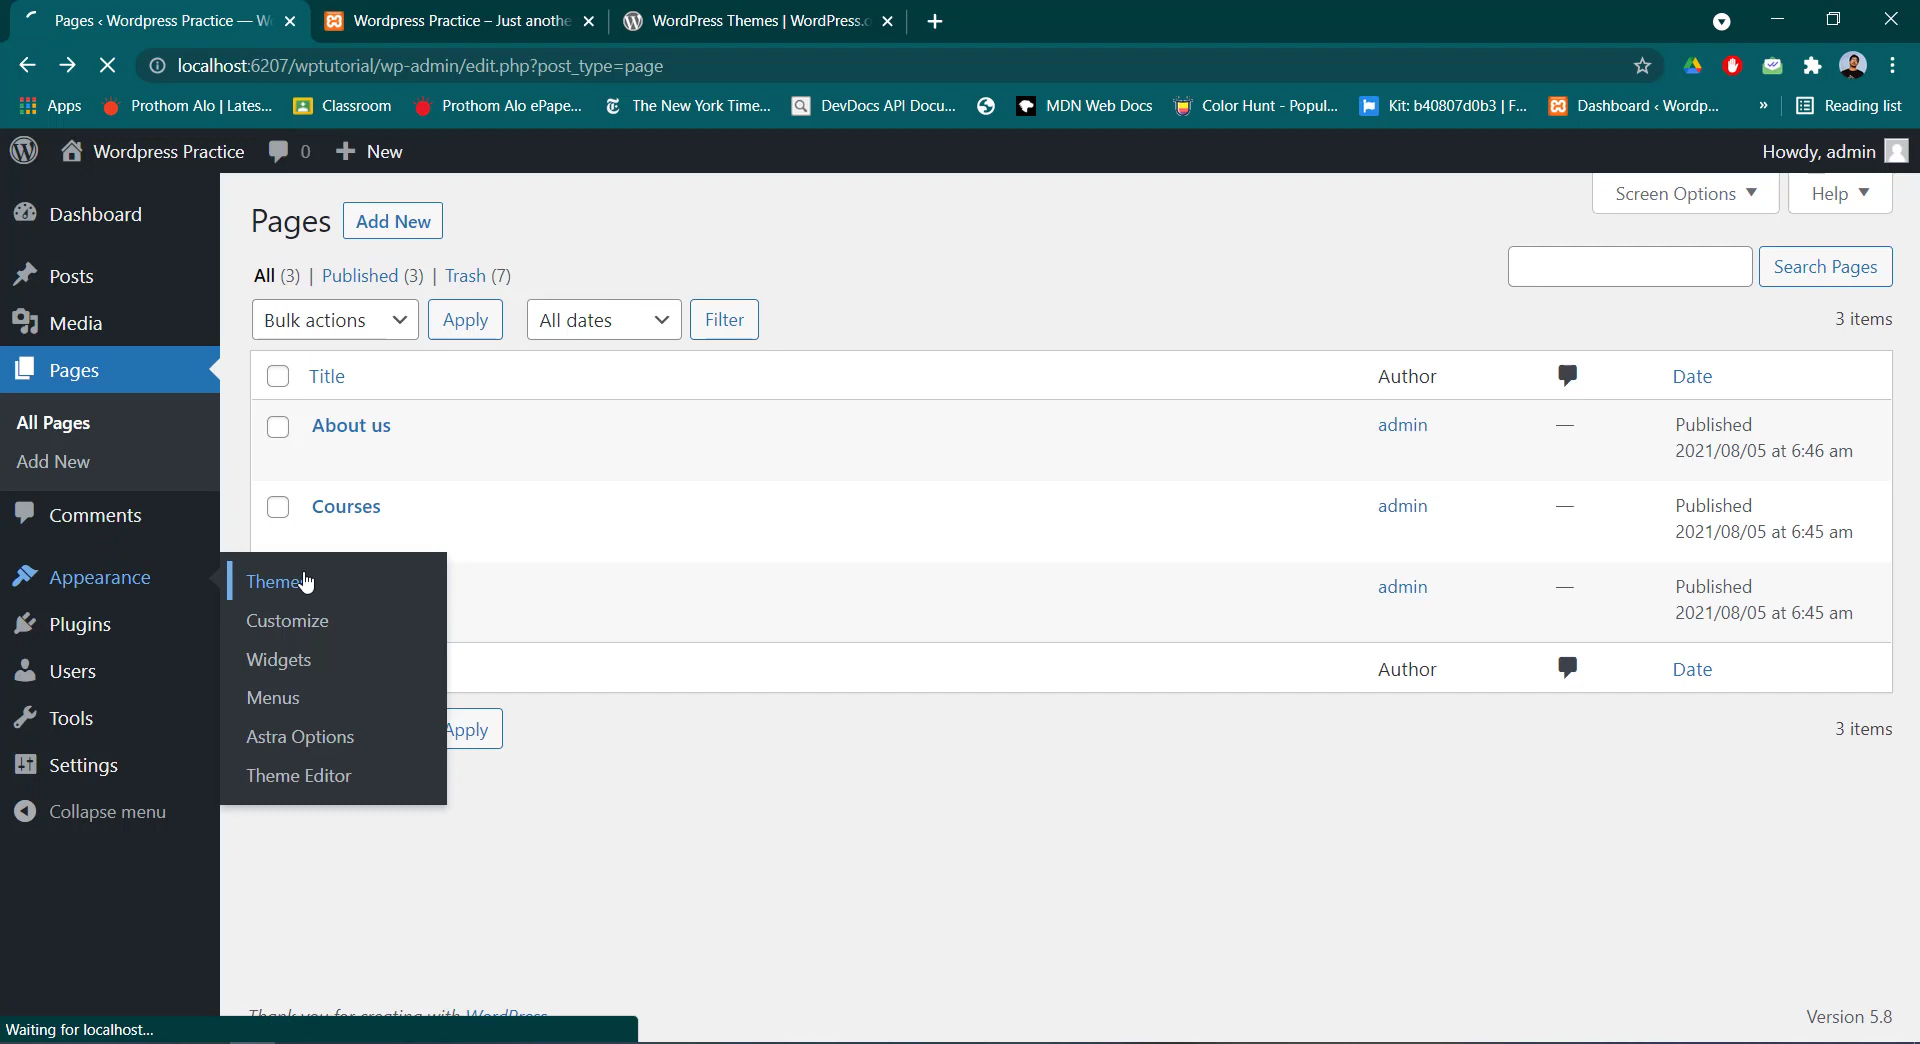 Pages ‹ Wordpress Practice — W
Wordpress Practice – Just anothe
WordPress Themes | WordPress.o
localhost:6207/wptutorial/wp-admin/edit.php?post_type=page
Apps
Prothom Alo | Lates...
Classroom
Prothom Alo ePape...
The New York Time...
DevDocs API Docu...
MDN Web Docs
Color Hunt - Popul...
Kit: b40807d0b3 | F...
Dashboard ‹ Wordp...
»
Reading list
Wordpress Practice
0
New
Howdy, admin
Dashboard
Posts
Media
Pages
All Pages
Add New
Comments
Appearance
Plugins
Users
Tools
Settings
Collapse menu
Themes
Customize
Widgets
Menus
Astra Options
Theme Editor
Screen Options
Help
Pages
Add New
All (3) | Published (3) | Trash (7)
Search Pages
Bulk actions
Apply
All dates
Filter
3 items
Title
Author
Date
About us
admin
—
Published
2021/08/05 at 6:46 am
Courses
admin
—
Published
2021/08/05 at 6:45 am
admin
—
Published
2021/08/05 at 6:45 am
Author
Date
Apply
3 items
Thank you for creating with WordPress
Version 5.8
Waiting for localhost...